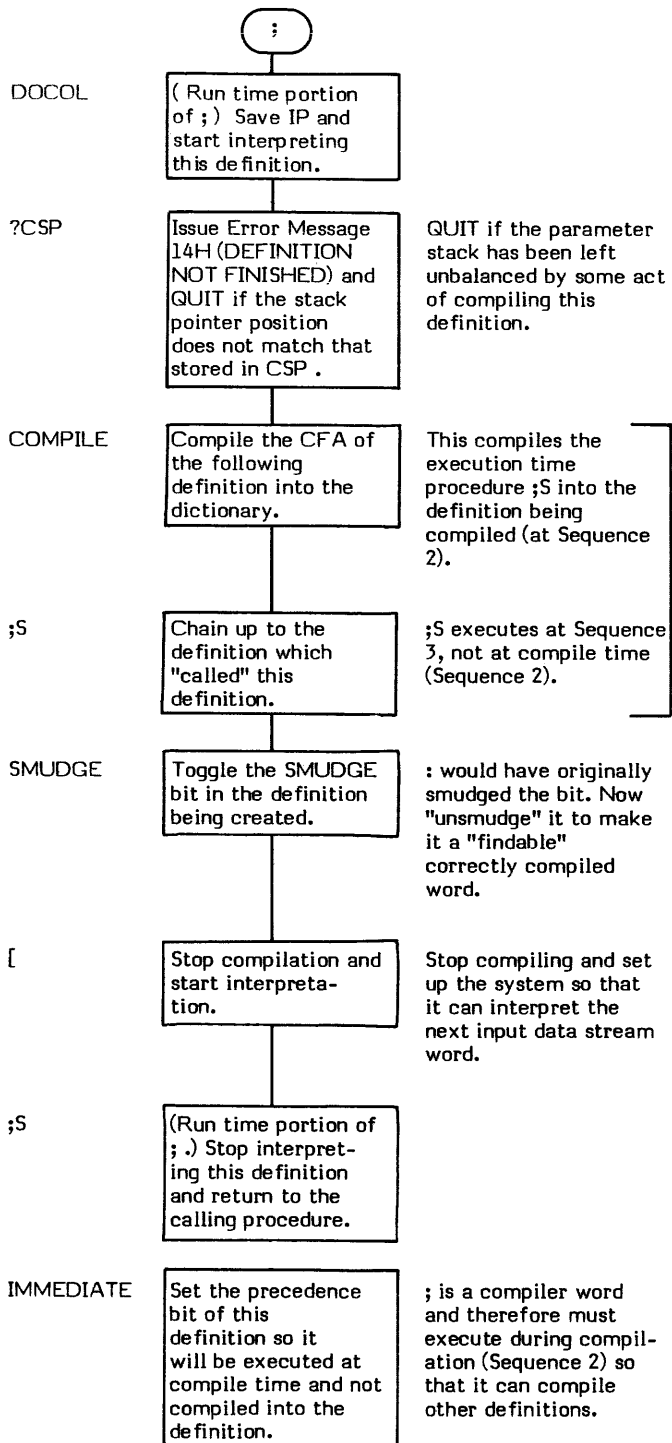 ;
DOCOL
( Run time portion
of ; ) Save IP and
start interpreting
this definition.
?CSP
Issue Error Message
14H (DEFINITION
NOT FINISHED) and
QUIT if the stack
pointer position
does not match that
stored in CSP .
QUIT if the parameter
stack has been left
unbalanced by some act
of compiling this
definition.
COMPILE
Compile the CFA of
the following
definition into the
dictionary.
This compiles the
execution time
procedure ;S into the
definition being
compiled (at Sequence
2).
;S
Chain up to the
definition which
"called" this
definition.
;S executes at Sequence
3, not at compile time
(Sequence 2).
SMUDGE
Toggle the SMUDGE
bit in the definition
being created.
: would have originally
smudged the bit. Now
"unsmudge" it to make
it a "findable"
correctly compiled
word.
[
Stop compilation and
start interpreta-
tion.
Stop compiling and set
up the system so that
it can interpret the
next input data stream
word.
;S
(Run time portion of
; .) Stop interpret-
ing this definition
and return to the
calling procedure.
IMMEDIATE
Set the precedence
bit of this
definition so it
will be executed at
compile time and not
compiled into the
definition.
; is a compiler word
and therefore must
execute during compil-
ation (Sequence 2) so
that it can compile
other definitions.